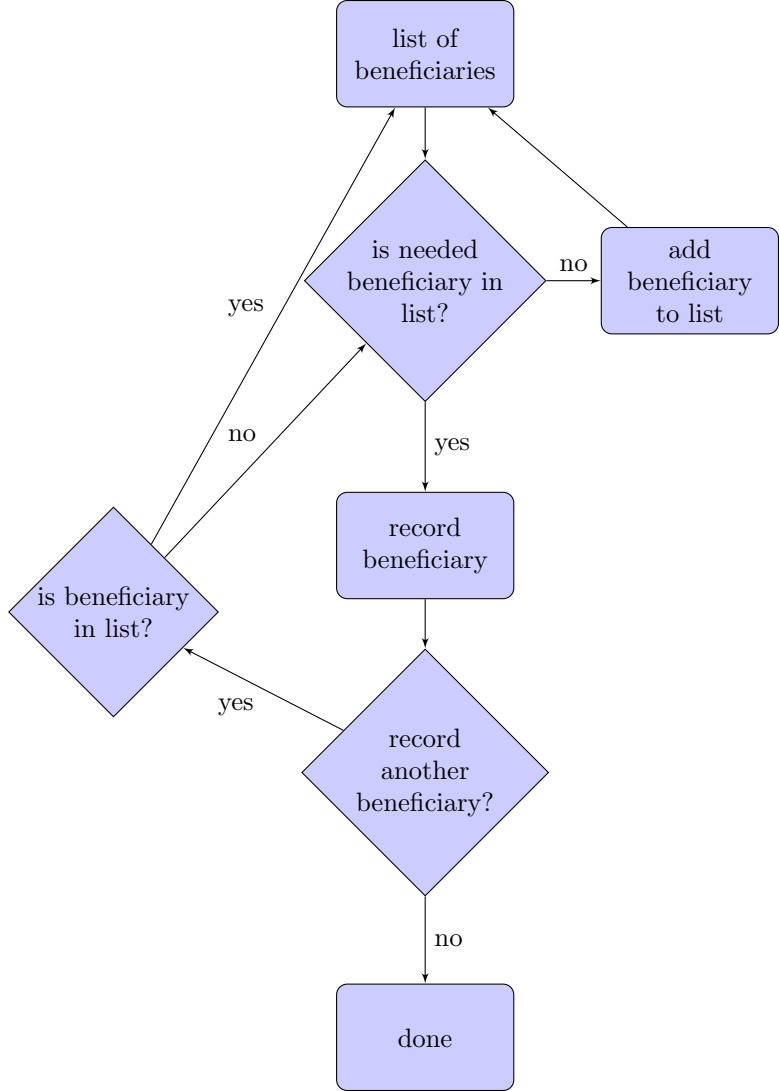 list of
beneficiaries
is needed
beneficiary in
list?
no
add
beneficiary
to list
yes
no
yes
record
beneficiary
is beneficiary
in list?
yes
record
another
beneficiary?
no
done